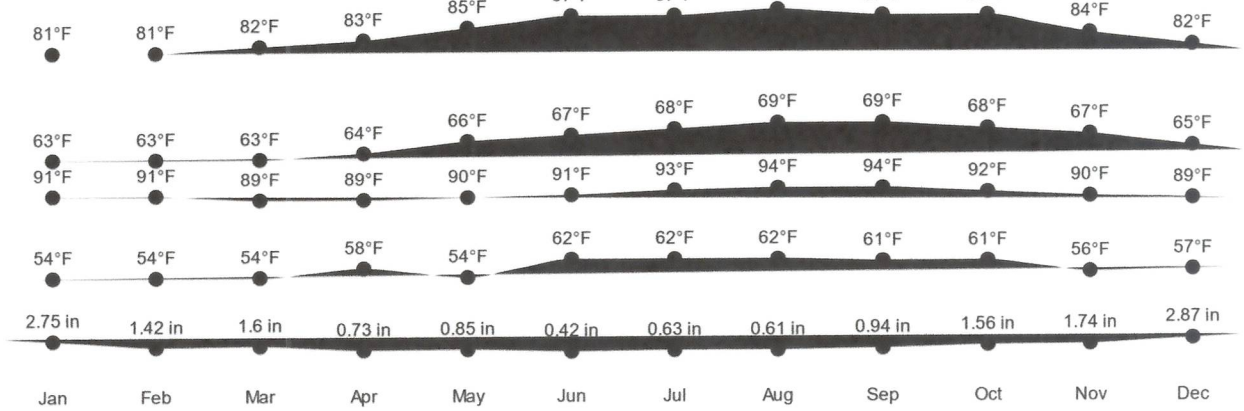 81°F 81°F 82°F 83°F 85°F 84°F 82°F
63°F 63°F 63°F 64°F 66°F 67°F 68°F 69°F 69°F 68°F 67°F 65°F
91°F 91°F 89°F 89°F 90°F 91°F 93°F 94°F 94°F 92°F 90°F 89°F
54°F 54°F 54°F 58°F 54°F 62°F 62°F 62°F 61°F 61°F 56°F 57°F
2.75 in 1.42 in 1.6 in 0.73 in 0.85 in 0.42 in 0.63 in 0.61 in 0.94 in 1.56 in 1.74 in 2.87 in
Jan Feb Mar Apr May Jun Jul Aug Sep Oct Nov Dec